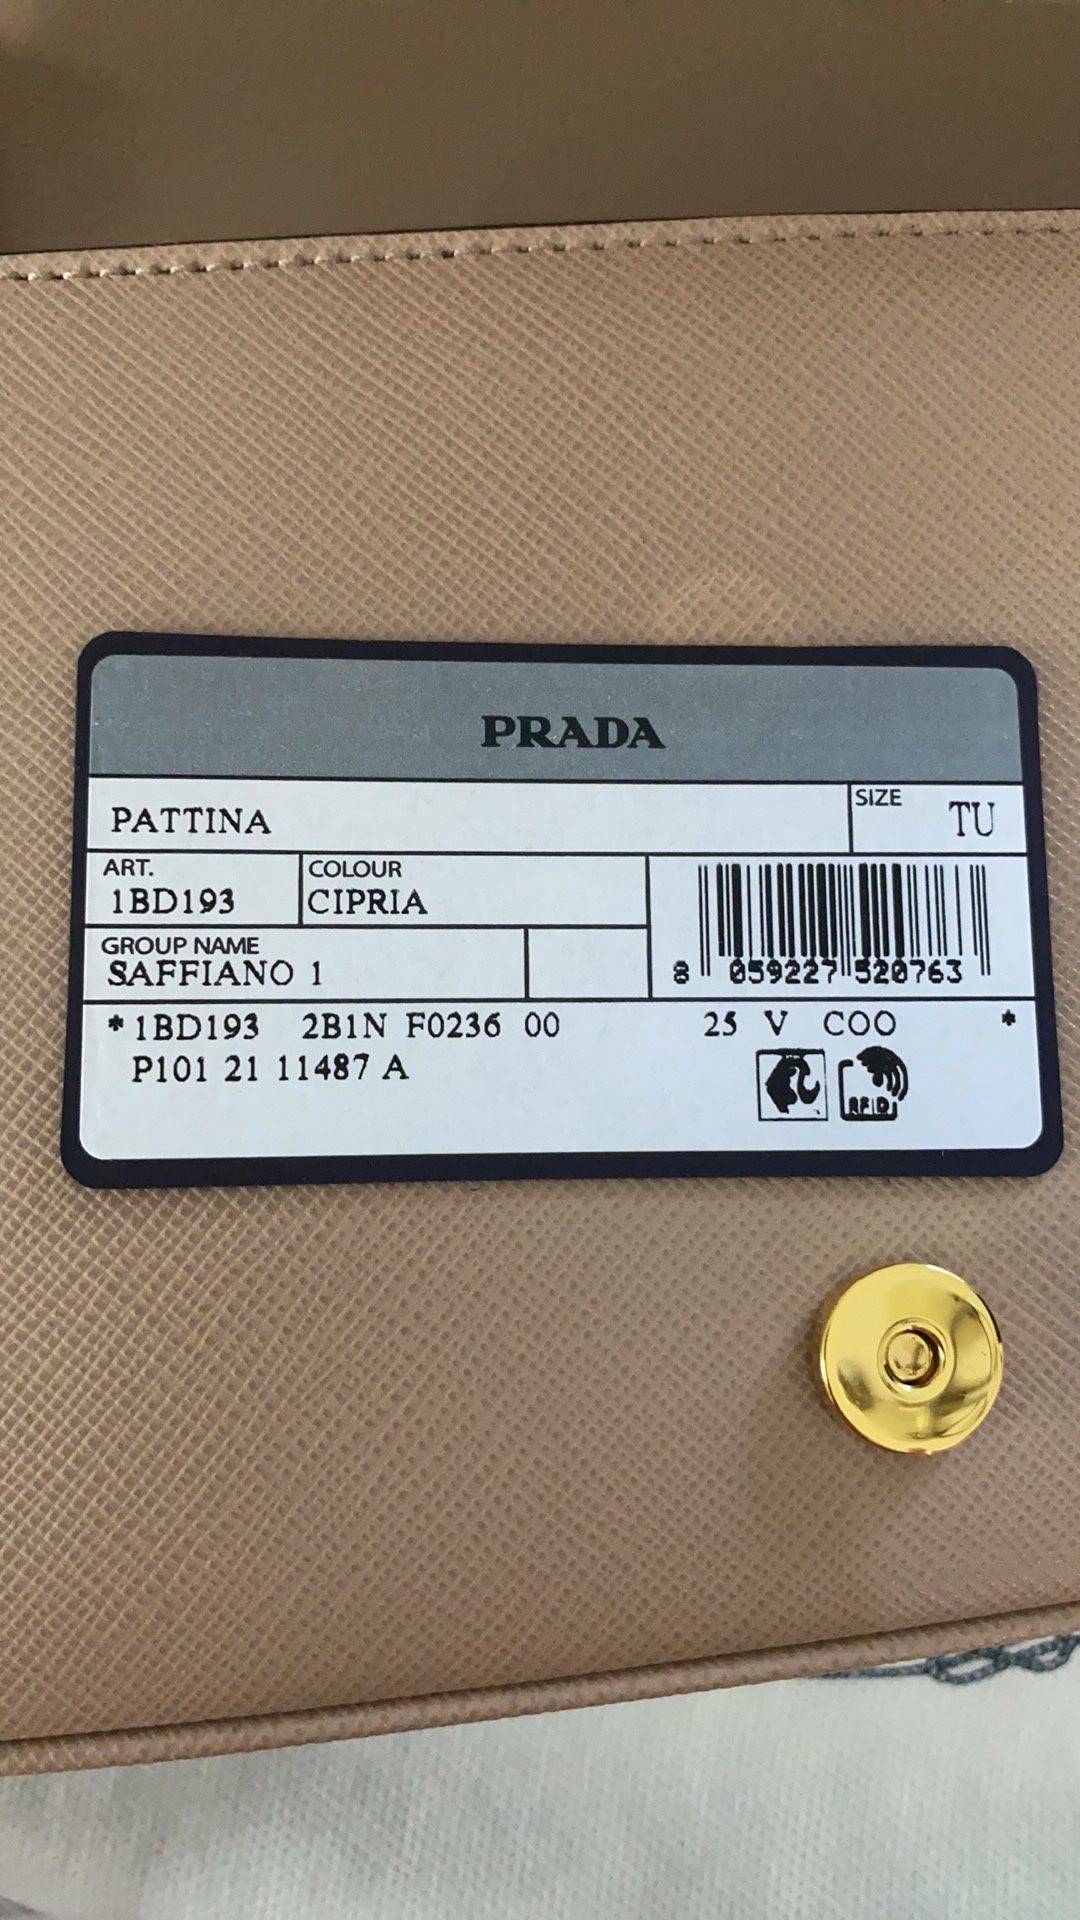 PRADA
PATTINA
SIZE TU
ART.
1BD193
COLOUR
CIPRIA
GROUP NAME
SAFFIANO 1
8 059227 520763
*1BD193 2B1N F0236 00 25 V COO *
P101 21 11487 A
RFID